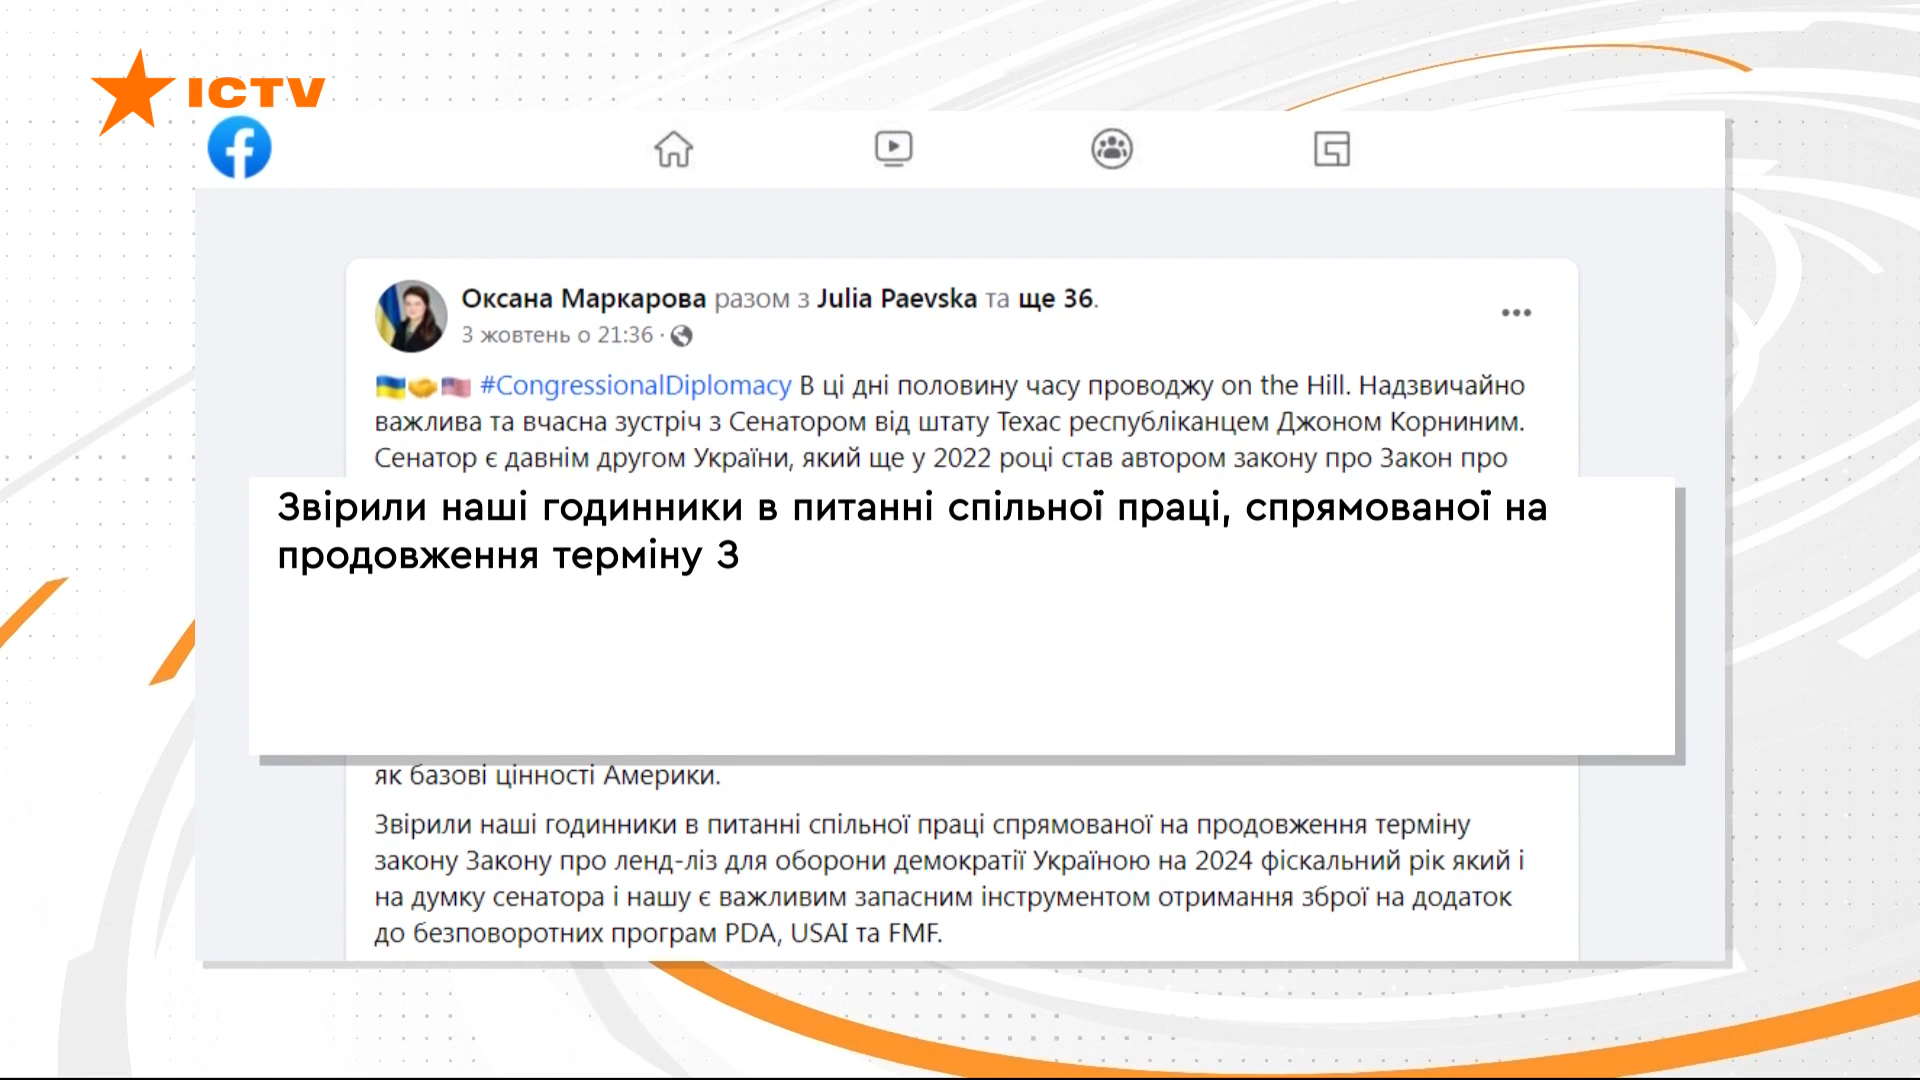 ICTV
Оксана Маркарова разом з Julia Paevska та ще 36.
3 жовтень о 21:36 ·
#CongressionalDiplomacy В ці дні половину часу проводжу on the Hill. Надзвичайно
важлива та вчасна зустріч з Сенатором від штату Техас республіканцем Джоном Корниним.
Сенатор є давнім другом України, який ще у 2022 році став автором закону про Закон про
Звірили наші годинники в питанні спільної праці, спрямованої на
продовження терміну З
як базові цінності Америки.
Звірили наші годинники в питанні спільної праці спрямованої на продовження терміну
закону Закону про ленд-ліз для оборони демократії Україною на 2024 фіскальний рік який і
на думку сенатора і нашу є важливим запасним інструментом отримання зброї на додаток
до безповоротних програм PDA, USAI та FMF.